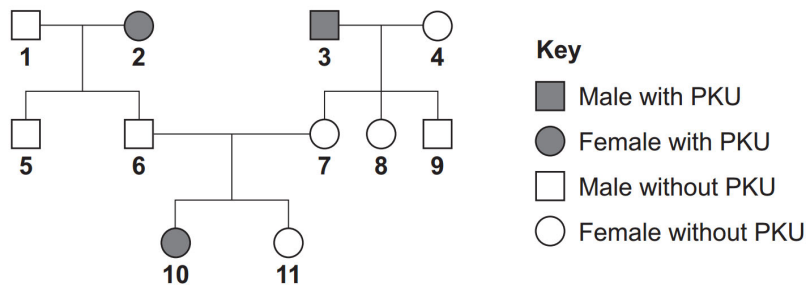 1 2 3 4
Key
Male with PKU
Female with PKU
5 6 7 8 9
Male without PKU
Female without PKU
10 11